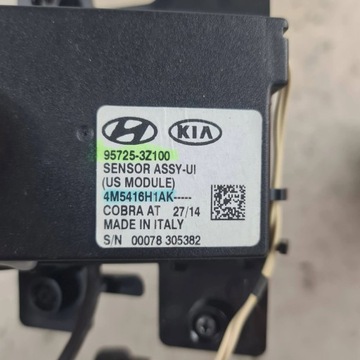 KIA
95725-3Z100
SENSOR ASSY-UI
(US MODULE)
4M5416H1AK-----
COBRA AT 27/14
MADE IN ITALY
S/N 00078 305382